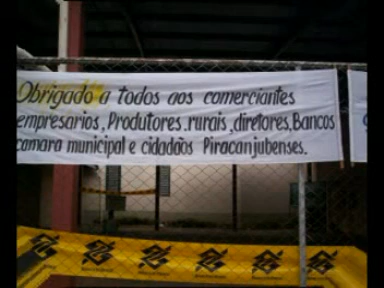 Obrigado a todos aos comerciantes
empresarios, Produtores.rurais, diretores, Bancos
camara municipal e cidadãos Piracanjubenses.